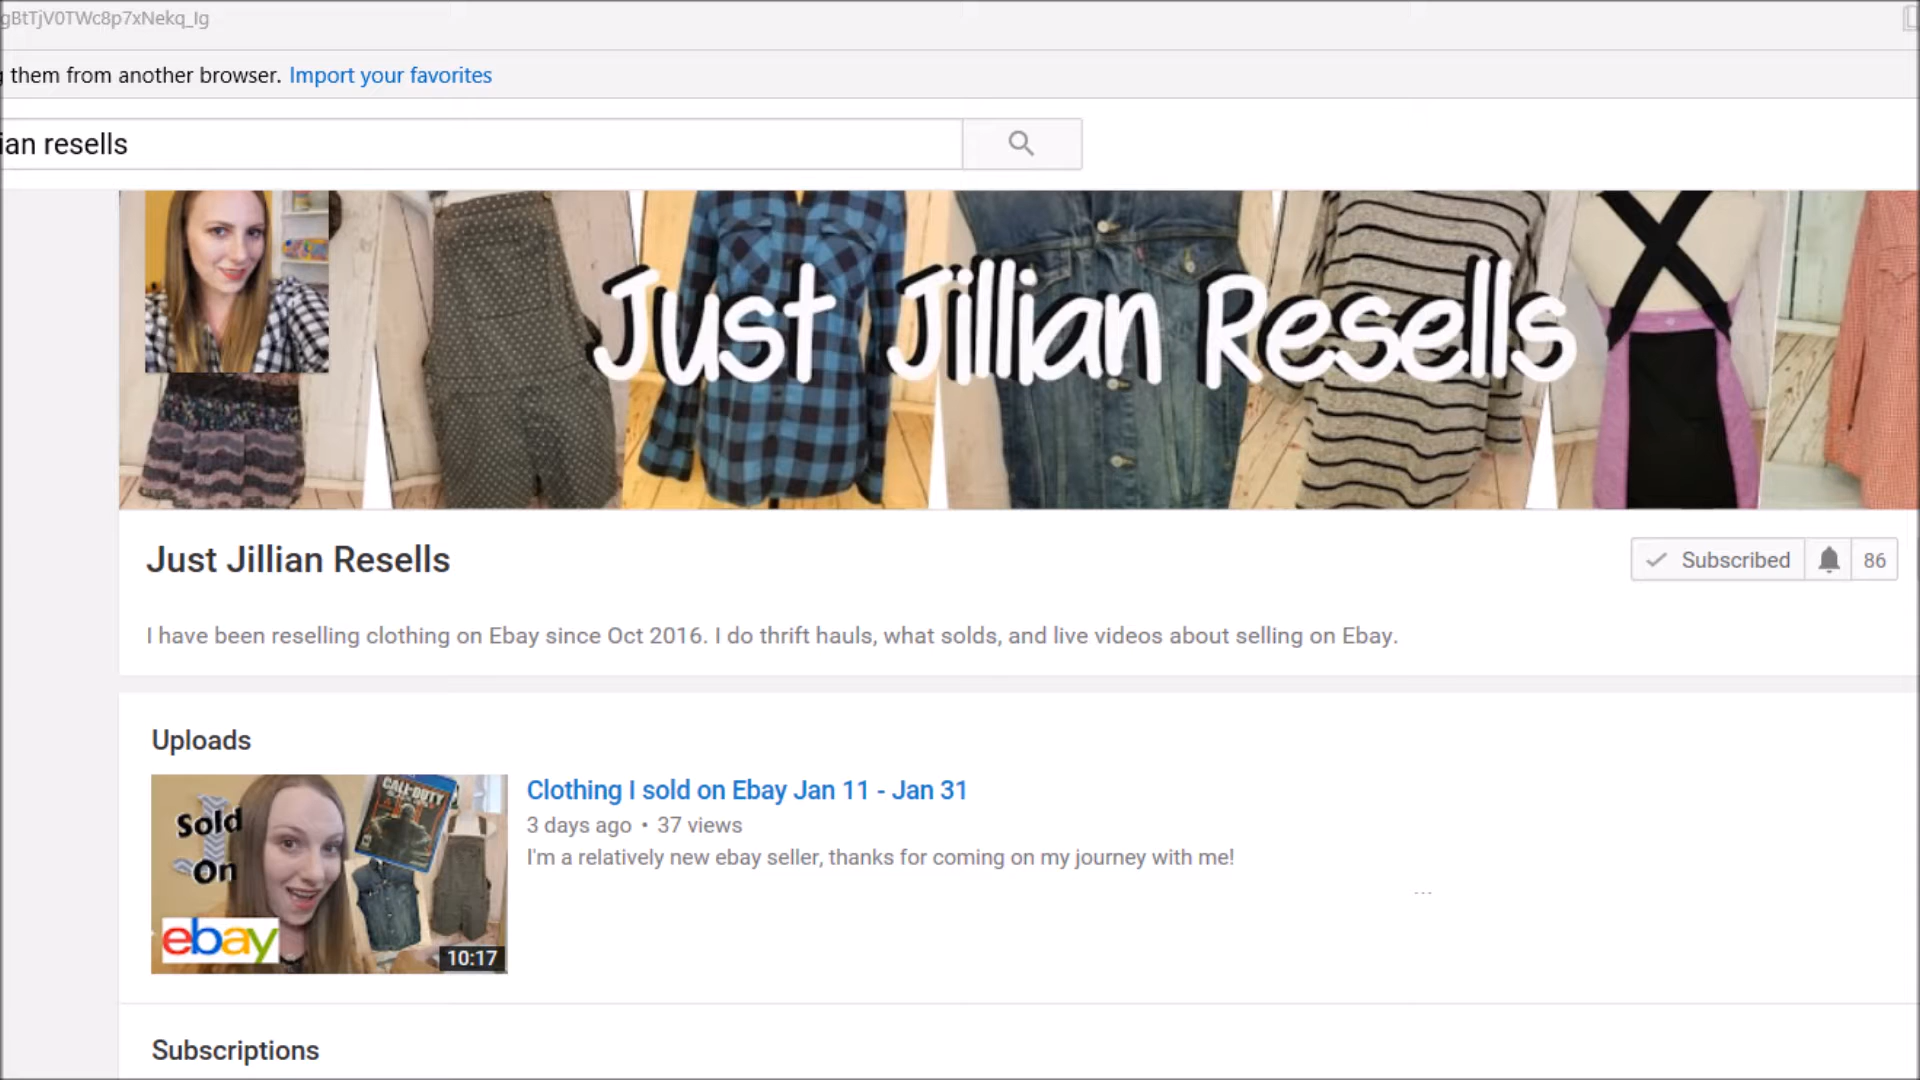 gBtTjV0TWc8p7xNekq_Ig
them from another browser. Import your favorites
ian resells
Just Jillian Resells
Just Jillian Resells
Subscribed 86
I have been reselling clothing on Ebay since Oct 2016. I do thrift hauls, what solds, and live videos about selling on Ebay.
Uploads
CALL OF DUTY
Sold
On
ebay
10:17
Clothing I sold on Ebay Jan 11 - Jan 31
3 days ago • 37 views
I'm a relatively new ebay seller, thanks for coming on my journey with me!
...
Subscriptions